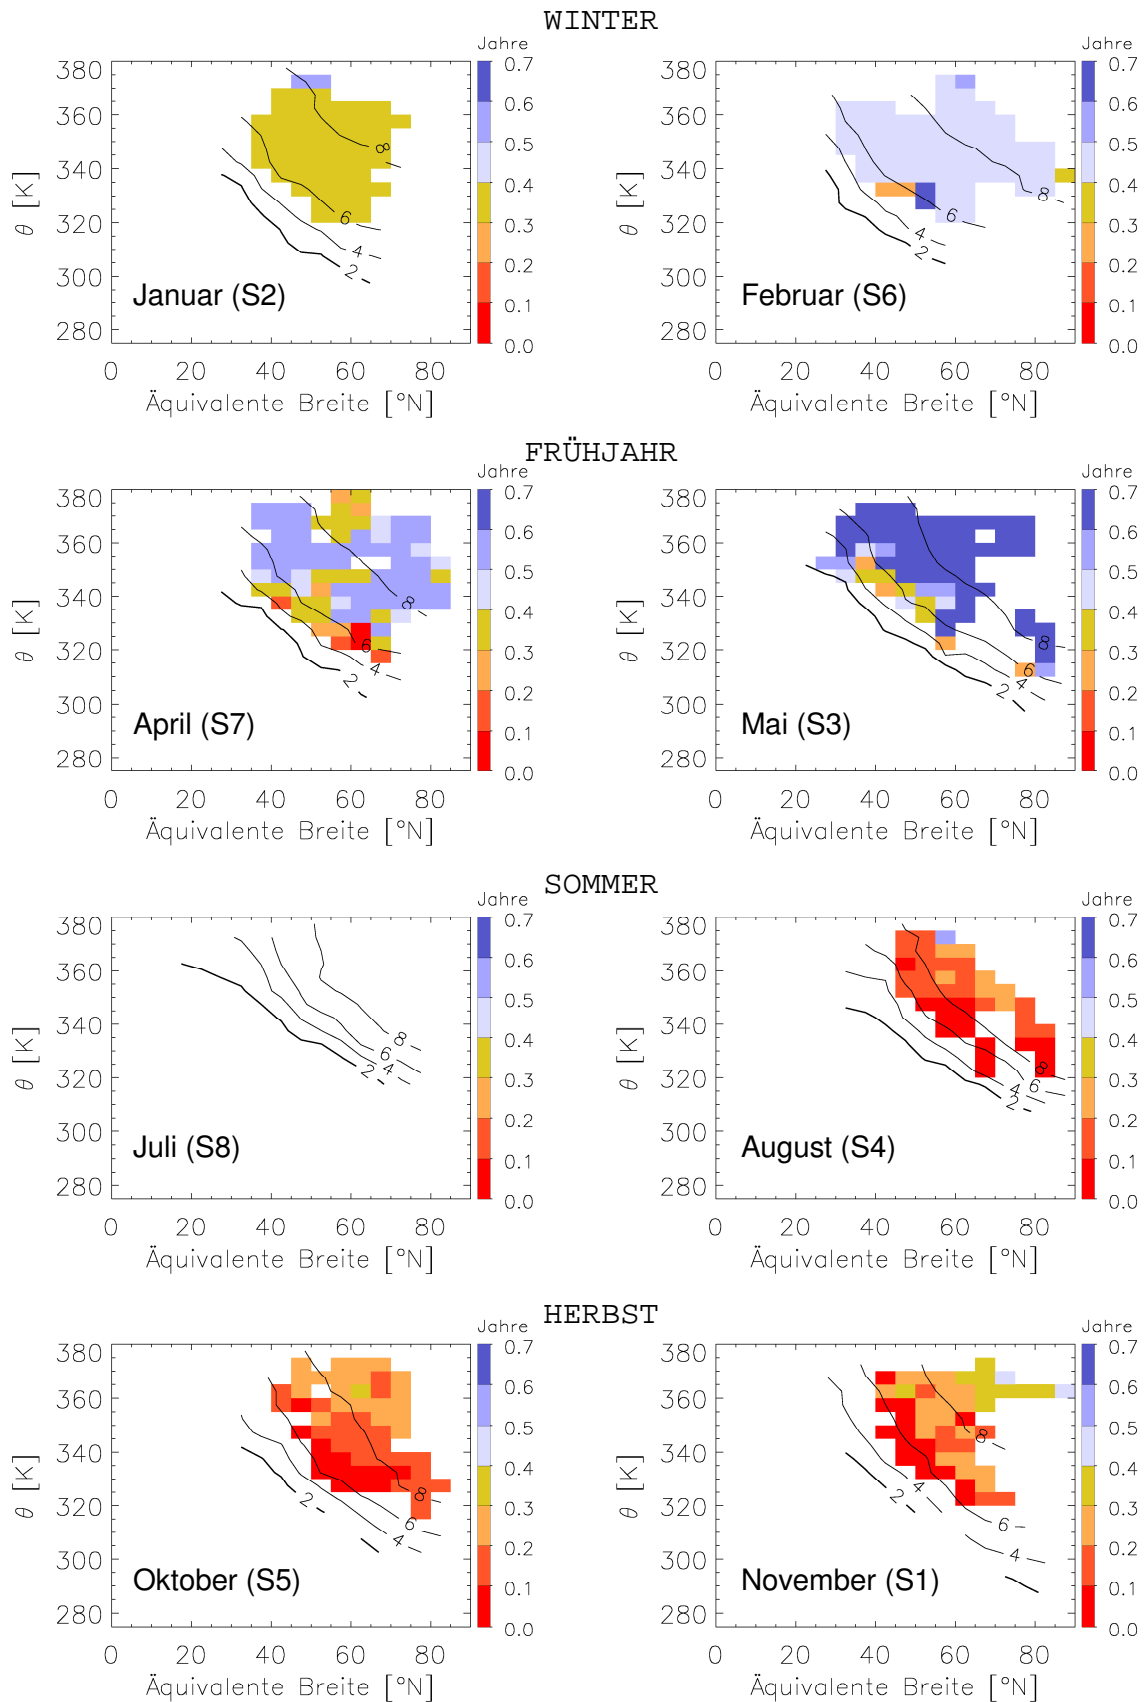 WINTER
Jahre
Jahre
380 360 340 320 300 280
θ [K]
8 6 4 2
Januar (S2)
0.7 0.6 0.5 0.4 0.3 0.2 0.1 0.0
0 20 40 60 80
Äquivalente Breite [°N]
380 360 340 320 300 280
θ [K]
8 6 4 2
Februar (S6)
0.7 0.6 0.5 0.4 0.3 0.2 0.1 0.0
0 20 40 60 80
Äquivalente Breite [°N]
FRÜHJAHR
Jahre
Jahre
380 360 340 320 300 280
θ [K]
8 6 4 2
April (S7)
0.7 0.6 0.5 0.4 0.3 0.2 0.1 0.0
0 20 40 60 80
Äquivalente Breite [°N]
380 360 340 320 300 280
θ [K]
8 6 4 2
Mai (S3)
0.7 0.6 0.5 0.4 0.3 0.2 0.1 0.0
0 20 40 60 80
Äquivalente Breite [°N]
SOMMER
Jahre
Jahre
380 360 340 320 300 280
θ [K]
8 6 4 2
Juli (S8)
0.7 0.6 0.5 0.4 0.3 0.2 0.1 0.0
0 20 40 60 80
Äquivalente Breite [°N]
380 360 340 320 300 280
θ [K]
8 6 4 2
August (S4)
0.7 0.6 0.5 0.4 0.3 0.2 0.1 0.0
0 20 40 60 80
Äquivalente Breite [°N]
HERBST
Jahre
Jahre
380 360 340 320 300 280
θ [K]
8 6 4 2
Oktober (S5)
0.7 0.6 0.5 0.4 0.3 0.2 0.1 0.0
0 20 40 60 80
Äquivalente Breite [°N]
380 360 340 320 300 280
θ [K]
8 6 4 2
November (S1)
0.7 0.6 0.5 0.4 0.3 0.2 0.1 0.0
0 20 40 60 80
Äquivalente Breite [°N]